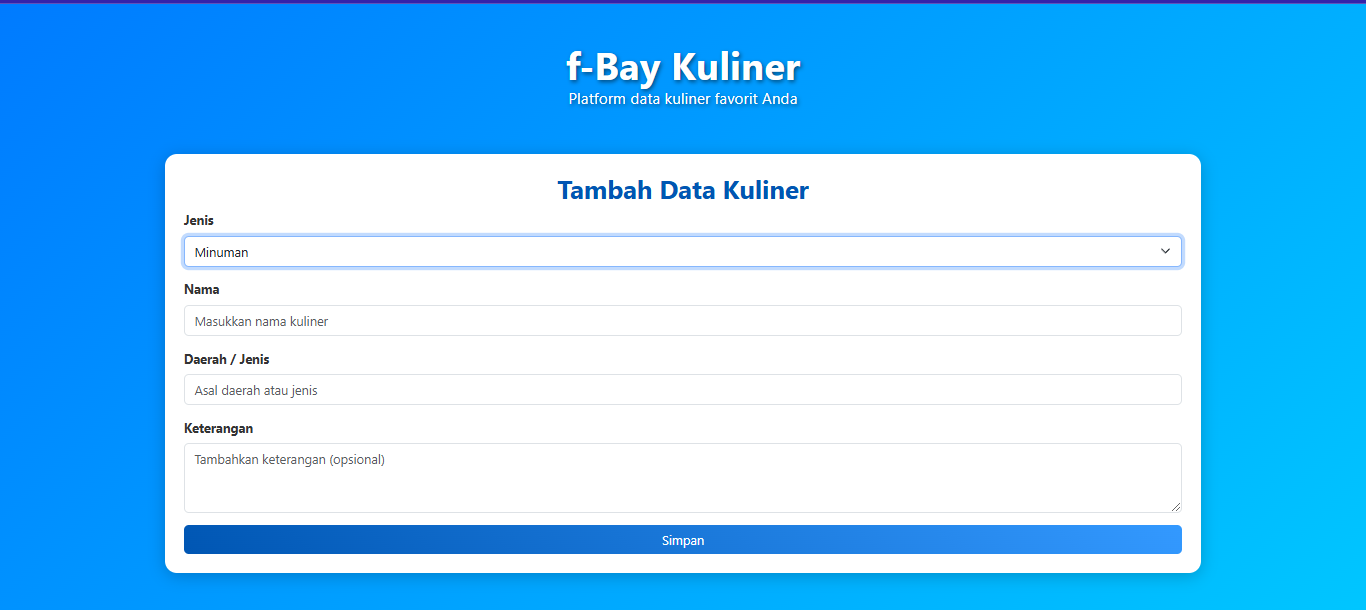 f-Bay Kuliner
Platform data kuliner favorit Anda
Tambah Data Kuliner
Jenis
Minuman
Nama
Masukkan nama kuliner
Daerah / Jenis
Asal daerah atau jenis
Keterangan
Tambahkan keterangan (opsional)
Simpan